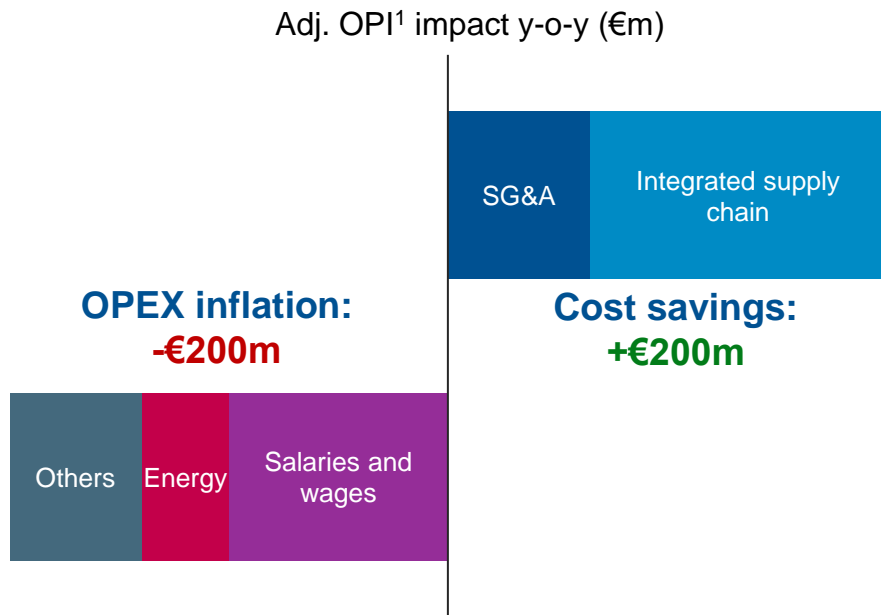 Adj. OPI¹ impact y-o-y (€m)
SG&A
Integrated supply
chain
OPEX inflation:
-€200m
Cost savings:
+€200m
Others
Energy
Salaries and
wages